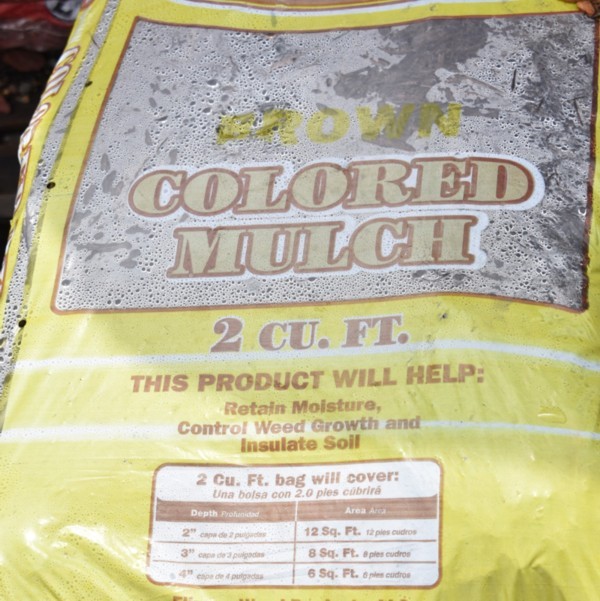 BROWN
COLORED
MULCH
2 CU. FT.
THIS PRODUCT WILL HELP:
Retain Moisture,
Control Weed Growth and
Insulate Soil
2 Cu. Ft. bag will cover:
Una bolsa con 2.0 pies cúbrirá
Depth Profundidad Area Area
2" capa de 2 pulgadas 12 Sq. Ft. 12 pies cudros
3" capa de 3 pulgadas 8 Sq. Ft. 8 pies cudros
4" capa de 4 pulgadas 6 Sq. Ft. 6 pies cudros